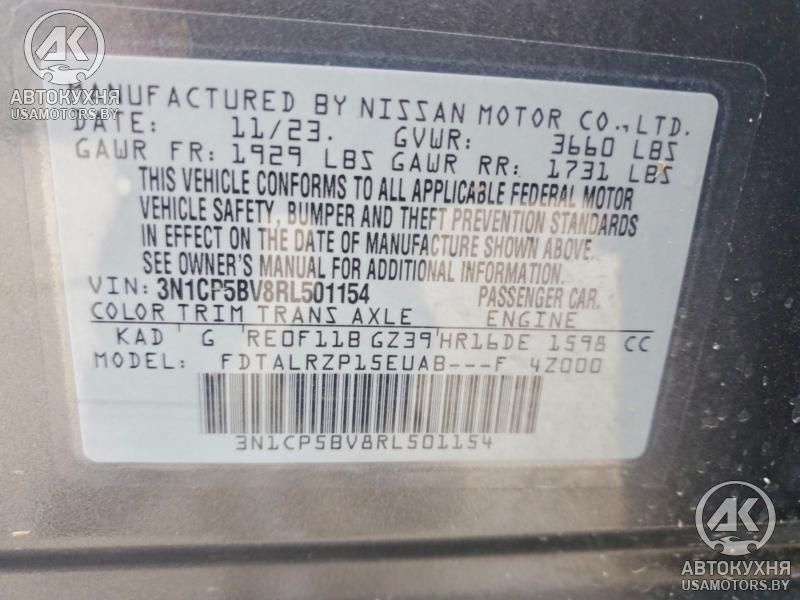 АК
АВТОКУХНЯ
USAMOTORS.BY
MANUFACTURED BY NISSAN MOTOR CO.,LTD.
DATE: 11/23. GVWR: 3660 LBS
GAWR FR: 1929 LBS GAWR RR: 1731 LBS
THIS VEHICLE CONFORMS TO ALL APPLICABLE FEDERAL MOTOR
VEHICLE SAFETY, BUMPER AND THEFT PREVENTION STANDARDS
IN EFFECT ON THE DATE OF MANUFACTURE SHOWN ABOVE.
SEE OWNER'S MANUAL FOR ADDITIONAL INFORMATION.
VIN: 3N1CP5BV8RL501154 PASSENGER CAR.
COLOR TRIM TRANS AXLE ENGINE
KAD G RE0F11B GZ39 HR16DE 1598 CC
MODEL: FDTALRZP15EUAB---F 4Z000
3N1CP5BV8RL501154
АК
АВТОКУХНЯ
USAMOTORS.BY